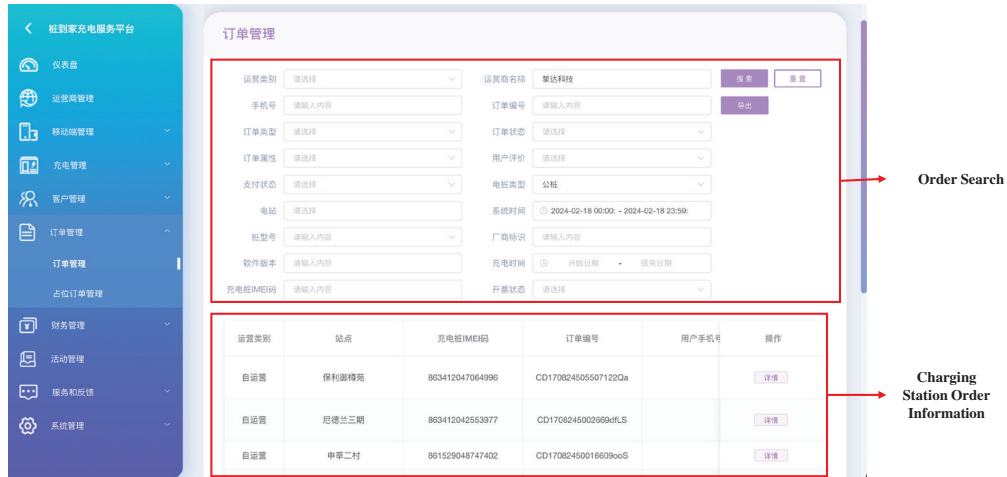 桩到家充电服务平台
仪表盘
运营商管理
移动端管理
充电管理
客户管理
订单管理
订单管理
占位订单管理
财务管理
活动管理
服务和反馈
系统管理
订单管理
运营类别 请选择 运营商名称 挚达科技 搜索 重置
手机号 请输入内容 订单编号 请输入内容 导出
订单类型 请选择 订单状态 请选择
订单属性 请选择 用户评价 请选择
支付状态 请选择 电桩类型 公桩
电站 请选择 系统时间 2024-02-18 00:00: - 2024-02-18 23:59:
桩型号 请输入内容 厂商标识 请输入内容
软件版本 请输入内容 充电时间 开始日期 - 结束日期
充电桩IMEI码 请输入内容 开票状态 请选择
运营类别 站点 充电桩IMEI码 订单编号 用户手机号 操作
自运营 保利御樽苑 863412047064996 CD170824505507122Qa 详情
自运营 尼德兰三期 863412042553977 CD1708245002669dfLS 详情
自运营 申莘二村 861529048747402 CD17082450016609ooS 详情
Order Search
Charging
Station Order
Information